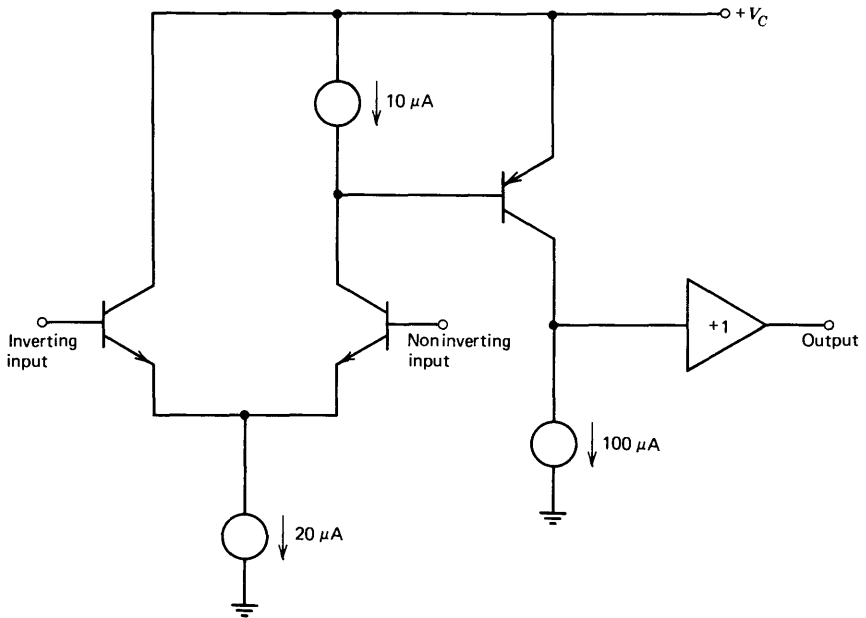 + V_C
10 μA
+1
Inverting
input
Noninverting
input
Output
100 μA
20 μA